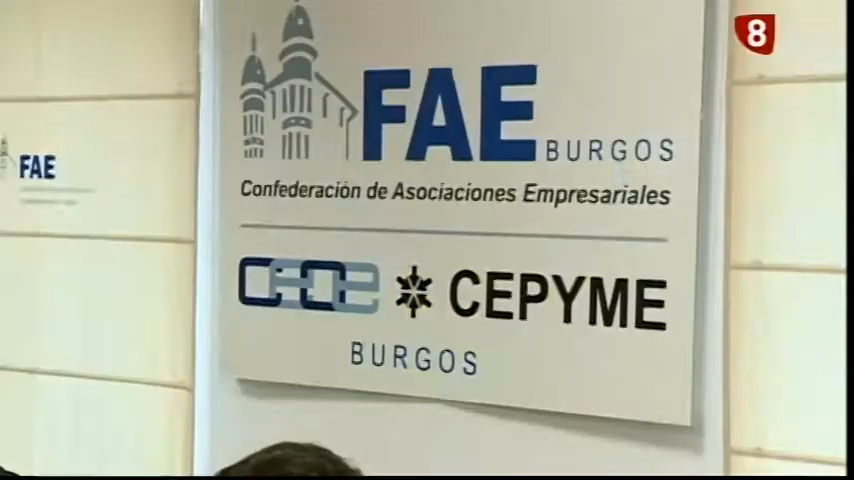 8
FAE BURGOS
Confederación de Asociaciones Empresariales
CEOE CEPYME
BURGOS
FAE